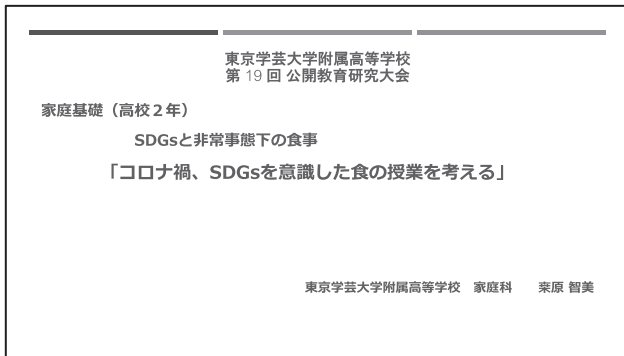 東京学芸大学附属高等学校
第 19 回 公開教育研究大会
家庭基礎（高校２年）
SDGsと非常事態下の食事
「コロナ禍、SDGsを意識した食の授業を考える」
東京学芸大学附属高等学校　家庭科　　栗原 智美